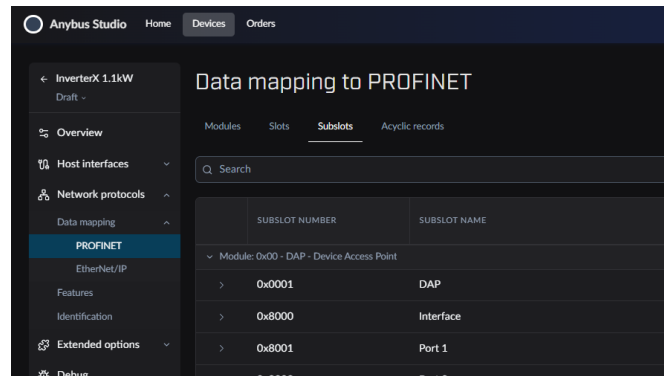 Anybus Studio Home Devices Orders
InverterX 1.1kW
Draft
Data mapping to PROFINET
Modules Slots Subslots Acyclic records
Overview
Host interfaces
Network protocols
Data mapping
PROFINET
EtherNet/IP
Features
Identification
Extended options
Debug
Search
SUBSLOT NUMBER SUBSLOT NAME
Module: 0x00 - DAP - Device Access Point
0x0001 DAP
0x8000 Interface
0x8001 Port 1